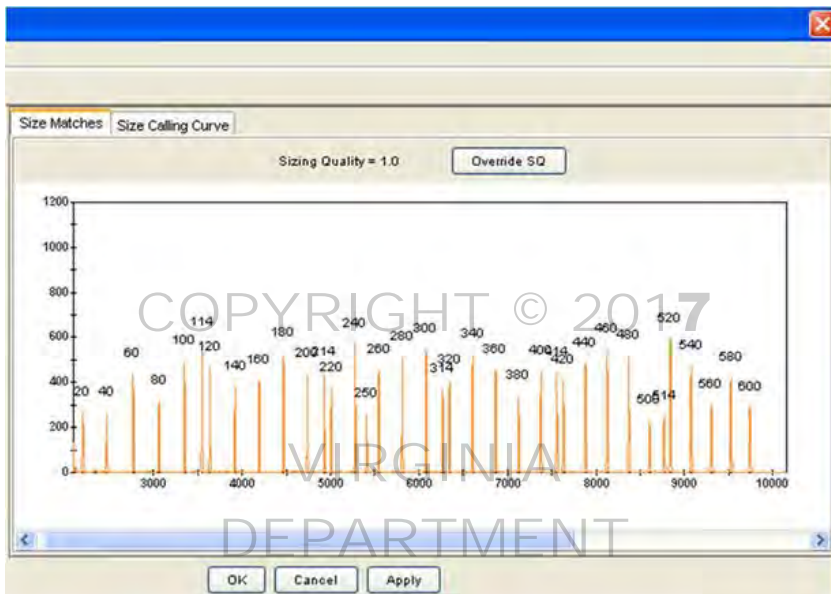 Size Matches Size Calling Curve
Sizing Quality = 1.0 Override SQ
1200
1000
800
600
400
200
0
20 40 60 80 100 114 120 140 160 180 200 214 220 240 250 260 280 300 314 320 340 360 380 400 414 420 440 460 480 500 514 520 540 560 580 600
3000 4000 5000 6000 7000 8000 9000 10000
COPYRIGHT © 2017
VIRGINIA
DEPARTMENT
OK Cancel Apply